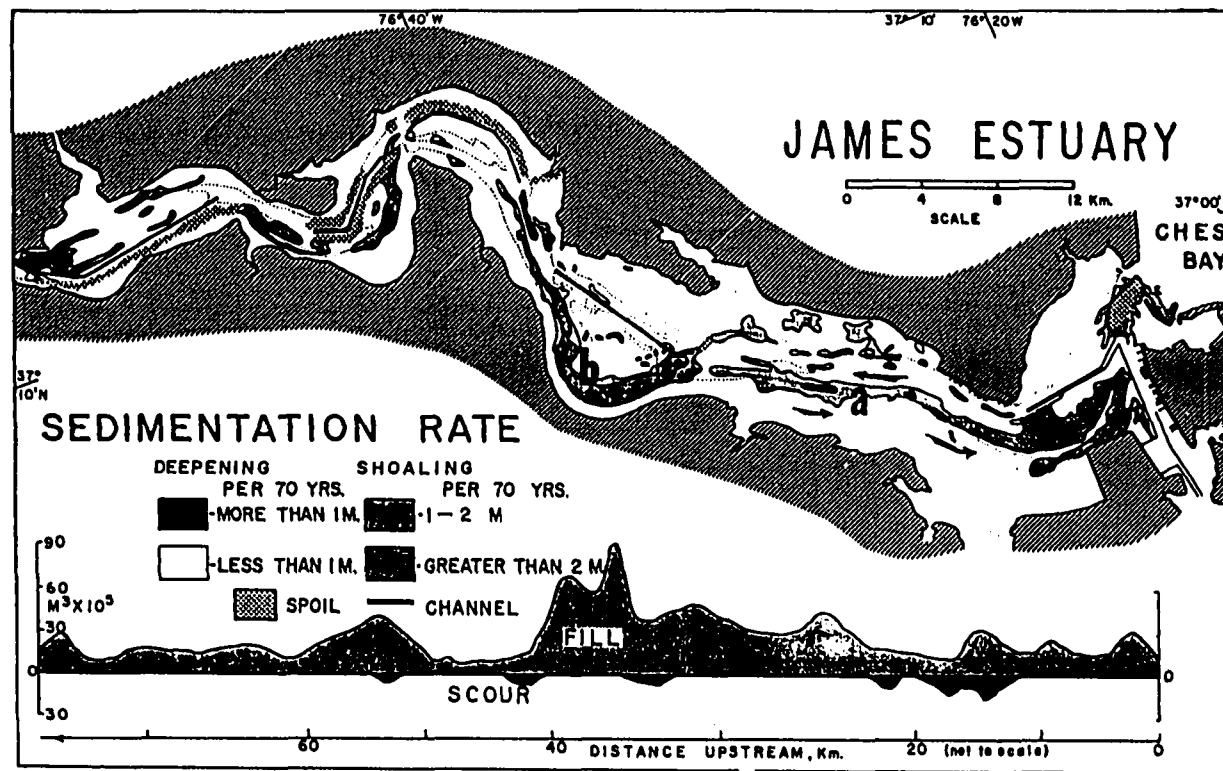 76° 40' W
37° 10' 76° 20 W
JAMES ESTUARY
0 4 8 12 Km.
SCALE
37°00'
CHES
BAY
b
a
37°
10'N
SEDIMENTATION RATE
DEEPENING SHOALING
PER 70 YRS. PER 70 YRS.
MORE THAN 1M. 1-2 M
LESS THAN 1M. GREATER THAN 2 M
SPOIL CHANNEL
90
60
M³X10⁵
30
0
30
FILL
SCOUR
0
60 40 20 0
DISTANCE UPSTREAM, Km. (not to scale)